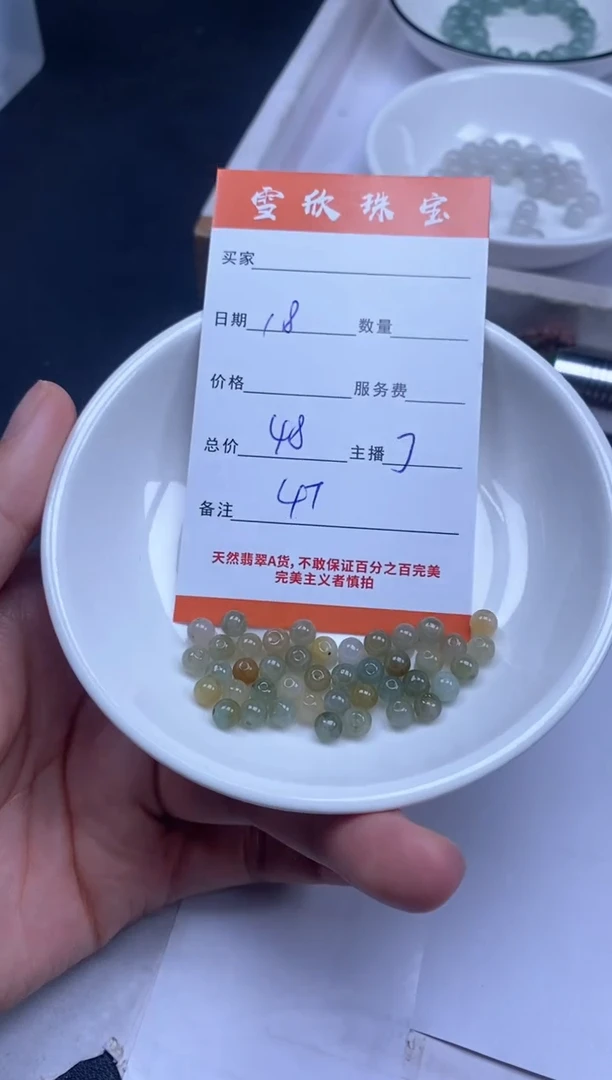 雪欣珠宝
买家
日期 18 数量
价格 服务费
总价 48 主播
备注 47
天然翡翠A货,不敢保证百分之百完美
完美主义者慎拍